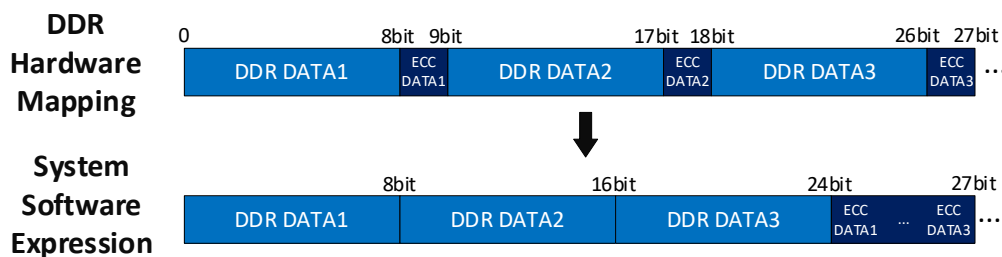 DDR
Hardware
Mapping
0 8bit 9bit 17bit 18bit 26bit 27bit
DDR DATA1 ECC DATA1 DDR DATA2 ECC DATA2 DDR DATA3 ECC DATA3 ...
System
Software
Expression
8bit 16bit 24bit 27bit
DDR DATA1 DDR DATA2 DDR DATA3 ECC DATA1 ... ECC DATA3 ...